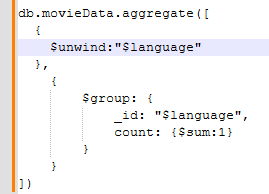 db.movieData.aggregate([
{
$unwind:"$language"
},
{
$group: {
_id: "$language",
count: {$sum:1}
}
}
])